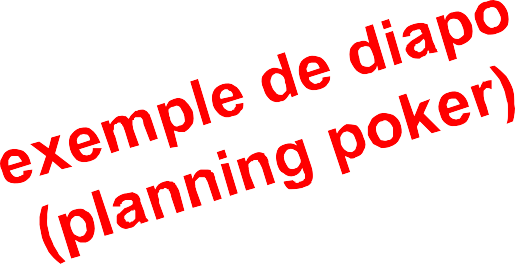 exemple de diapo
(planning poker)